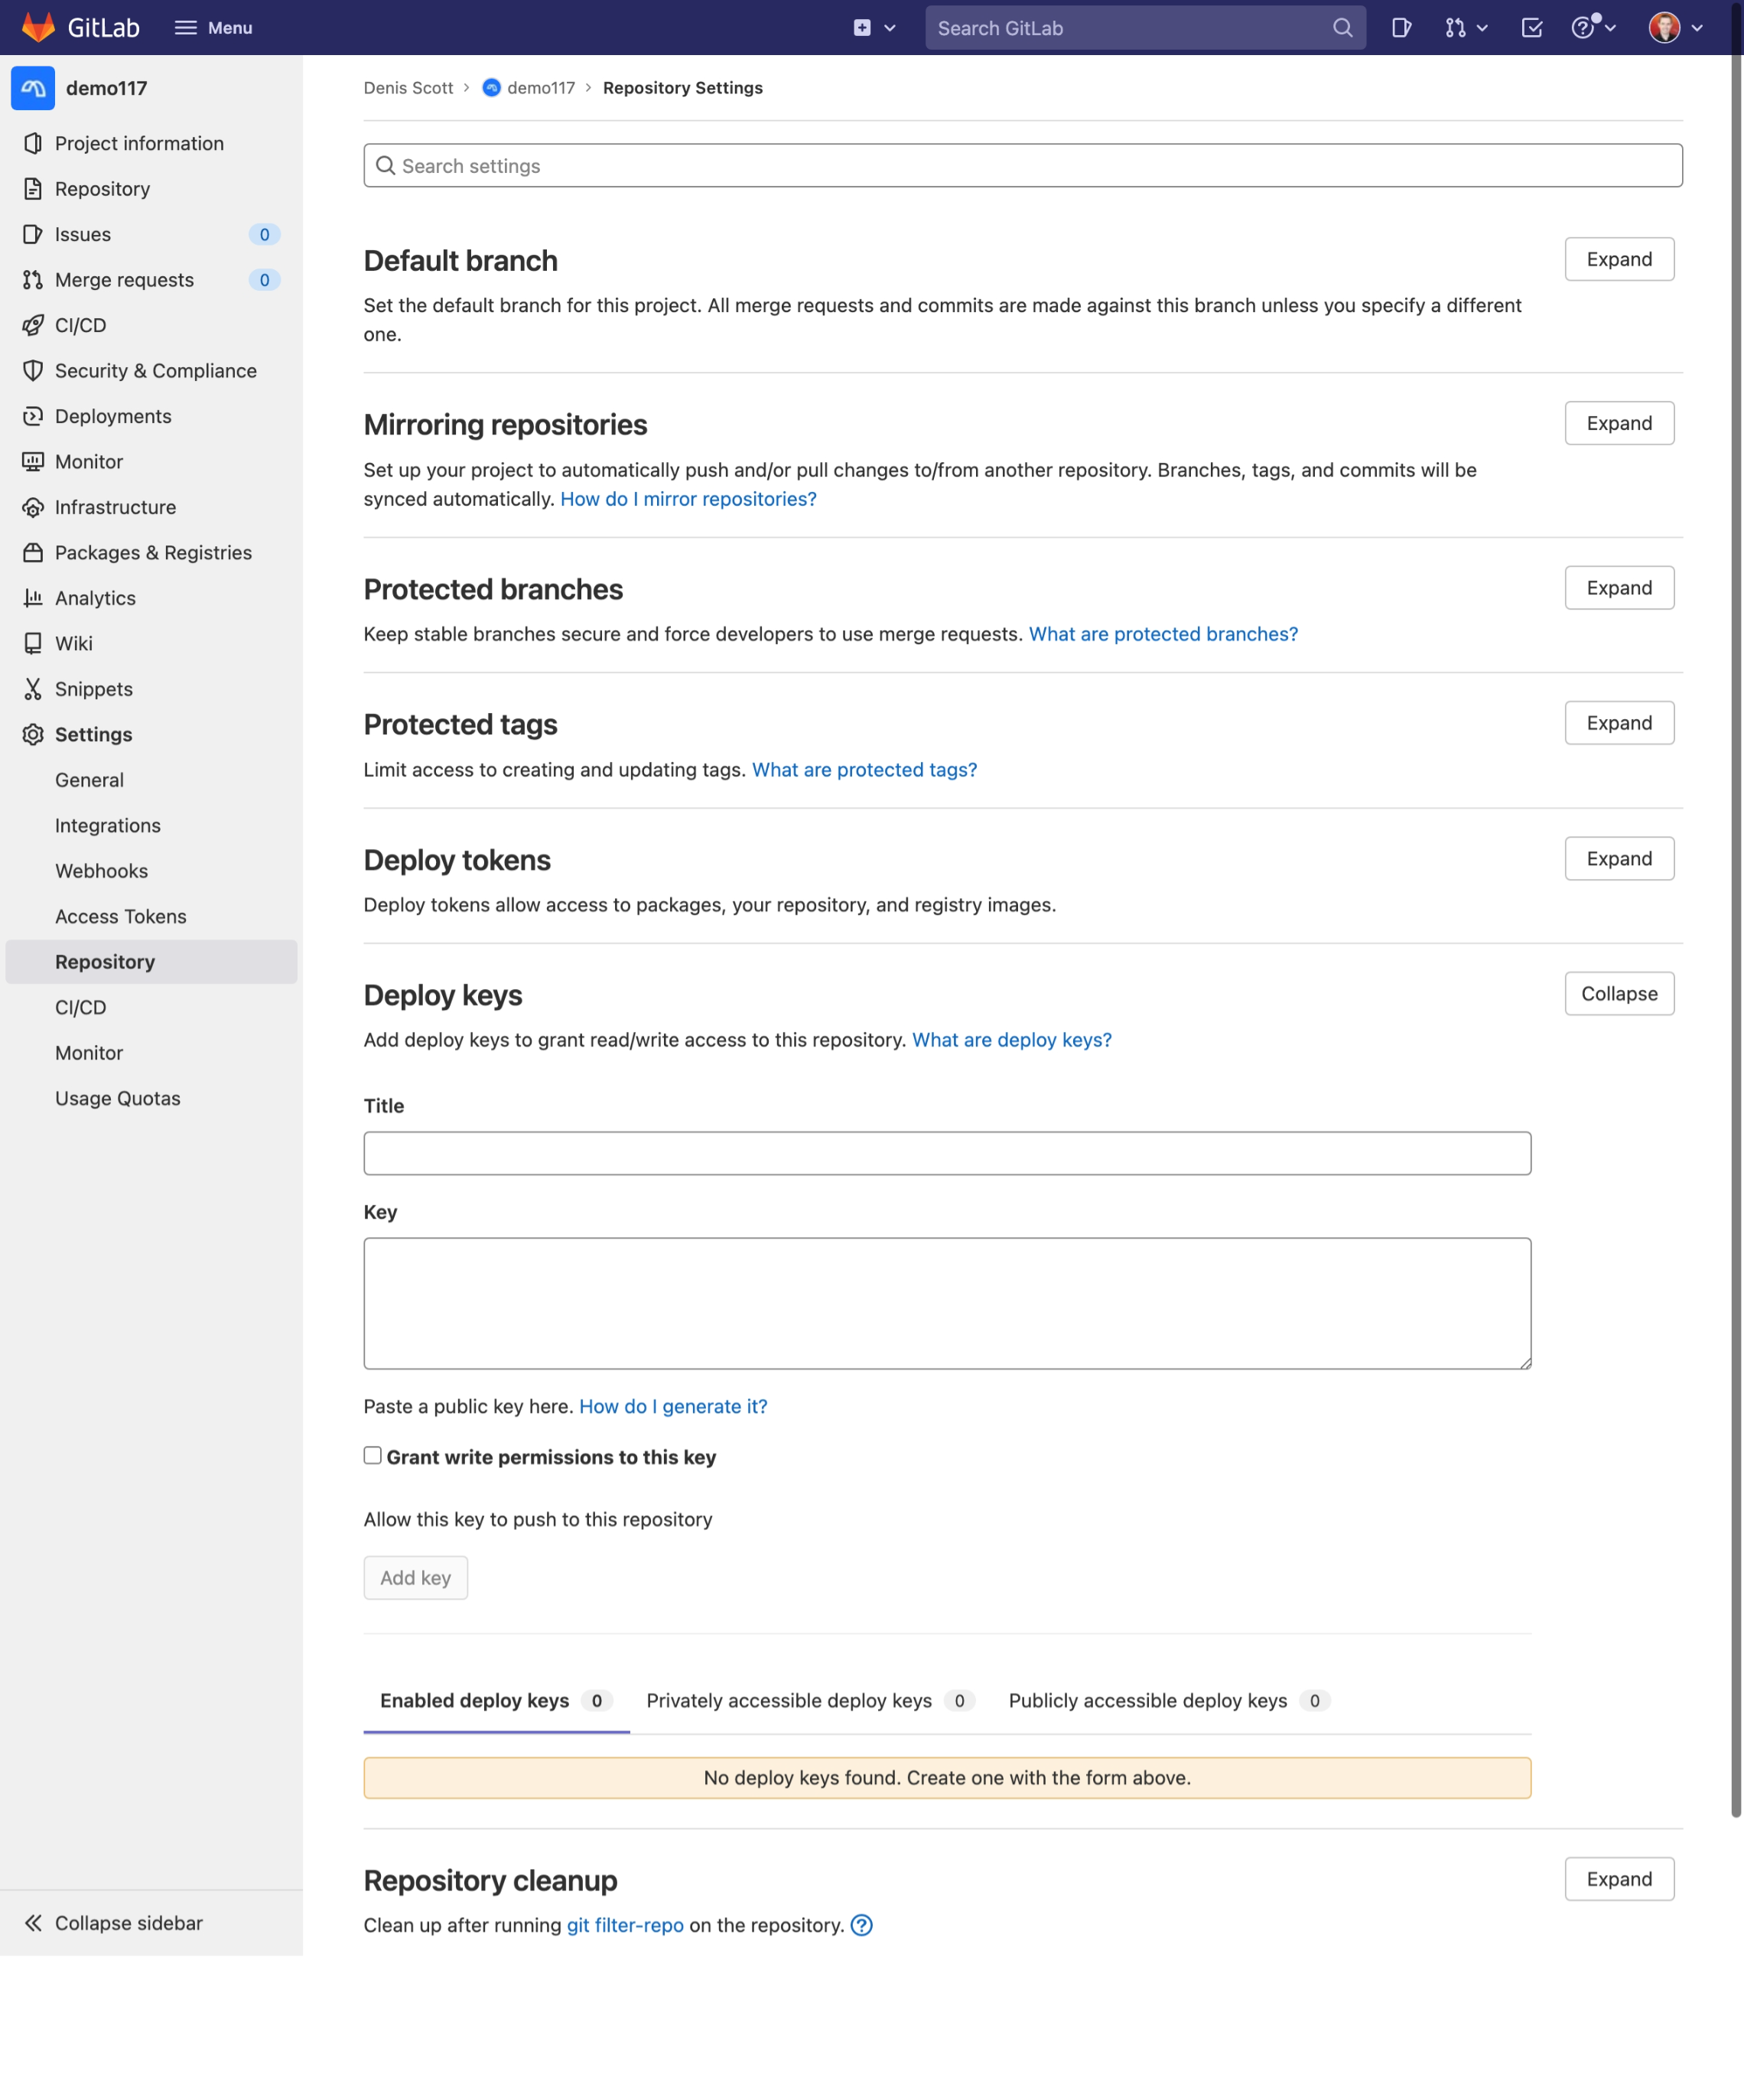 GitLab
Menu
Search GitLab
demo117
Project information
Repository
Issues 0
Merge requests 0
CI/CD
Security & Compliance
Deployments
Monitor
Infrastructure
Packages & Registries
Analytics
Wiki
Snippets
Settings
General
Integrations
Webhooks
Access Tokens
Repository
CI/CD
Monitor
Usage Quotas
Collapse sidebar
Denis Scott › demo117 › Repository Settings
Search settings
Default branch
Expand
Set the default branch for this project. All merge requests and commits are made against this branch unless you specify a different
one.
Mirroring repositories
Expand
Set up your project to automatically push and/or pull changes to/from another repository. Branches, tags, and commits will be
synced automatically. How do I mirror repositories?
Protected branches
Expand
Keep stable branches secure and force developers to use merge requests. What are protected branches?
Protected tags
Expand
Limit access to creating and updating tags. What are protected tags?
Deploy tokens
Expand
Deploy tokens allow access to packages, your repository, and registry images.
Deploy keys
Collapse
Add deploy keys to grant read/write access to this repository. What are deploy keys?
Title
Key
Paste a public key here. How do I generate it?
Grant write permissions to this key
Allow this key to push to this repository
Add key
Enabled deploy keys 0 Privately accessible deploy keys 0 Publicly accessible deploy keys 0
No deploy keys found. Create one with the form above.
Repository cleanup
Expand
Clean up after running git filter-repo on the repository.